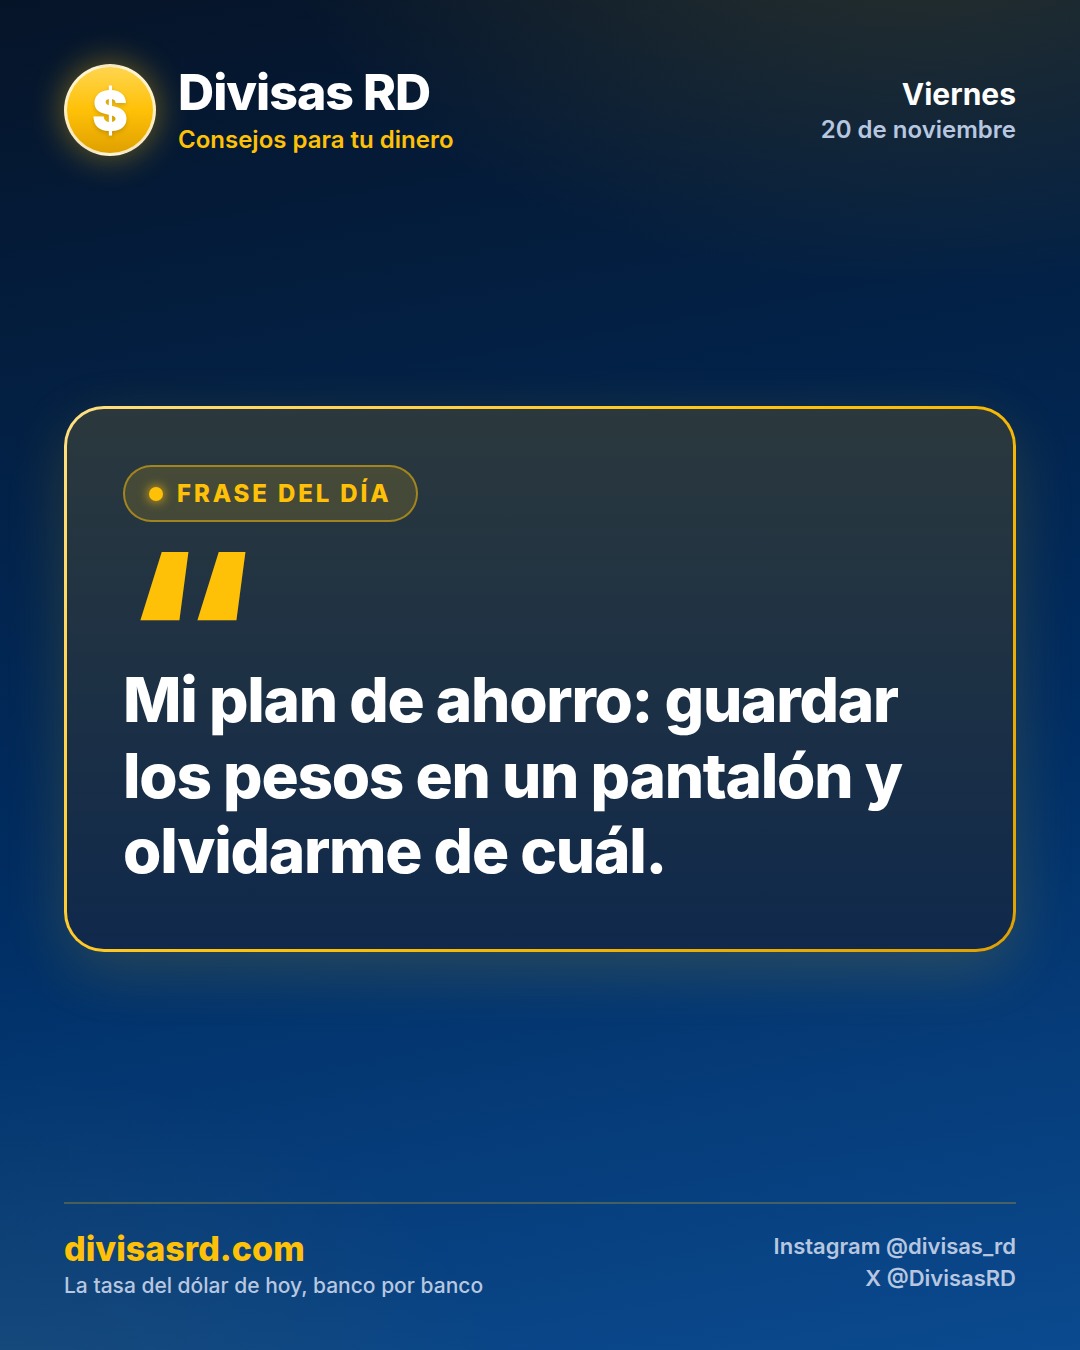 $
Divisas RD
Consejos para tu dinero
Viernes
20 de noviembre
FRASE DEL DÍA
“
Mi plan de ahorro: guardar
los pesos en un pantalón y
olvidarme de cuál.
divisasrd.com
La tasa del dólar de hoy, banco por banco
Instagram @divisas_rd
X @DivisasRD